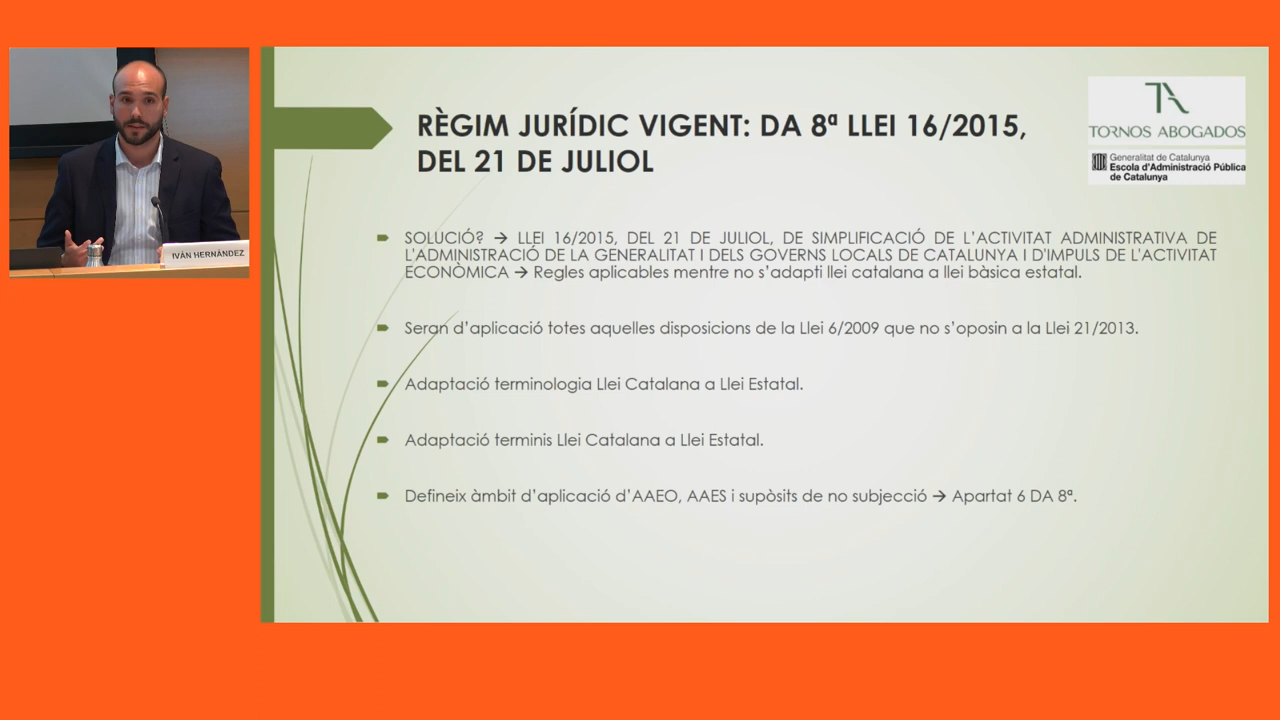 IVÁN HERNÁNDEZ
RÈGIM JURÍDIC VIGENT: DA 8ª LLEI 16/2015,
DEL 21 DE JULIOL
TORNOS ABOGADOS
Generalitat de Catalunya
Escola d'Administració Pública
de Catalunya
SOLUCIÓ? → LLEI 16/2015, DEL 21 DE JULIOL, DE SIMPLIFICACIÓ DE L'ACTIVITAT ADMINISTRATIVA DE
L'ADMINISTRACIÓ DE LA GENERALITAT I DELS GOVERNS LOCALS DE CATALUNYA I D'IMPULS DE L'ACTIVITAT
ECONÒMICA → Regles aplicables mentre no s'adapti llei catalana a llei bàsica estatal.
Seran d'aplicació totes aquelles disposicions de la Llei 6/2009 que no s'oposin a la Llei 21/2013.
Adaptació terminologia Llei Catalana a Llei Estatal.
Adaptació terminis Llei Catalana a Llei Estatal.
Defineix àmbit d'aplicació d'AAEO, AAES i supòsits de no subjecció → Apartat 6 DA 8ª.